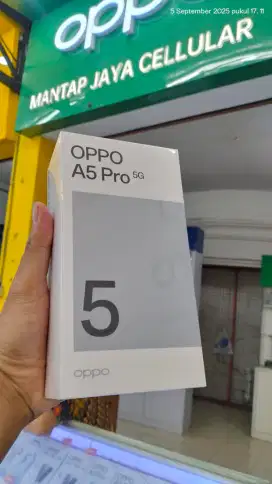 5 September 2025 pukul 17. 11
oppo
MANTAP JAYA CELLULAR
OPPO
A5 Pro 5G
5
oppo